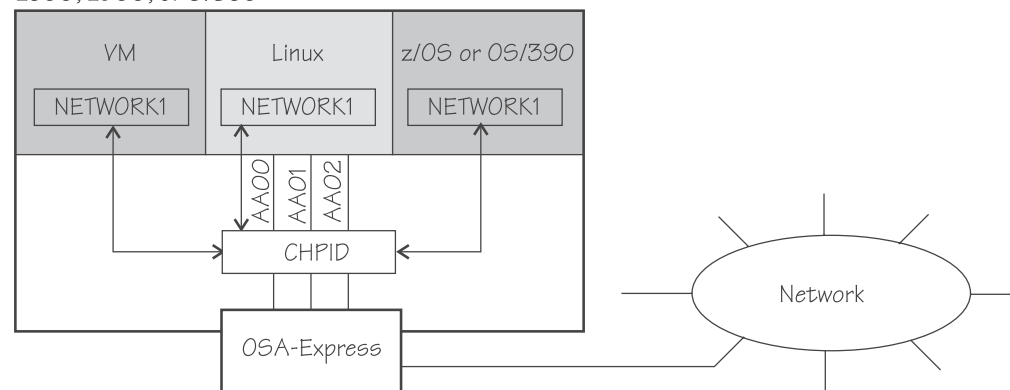 VM
Linux
z/OS or OS/390
NETWORK1
NETWORK1
NETWORK1
AA00
AA01
AA02
CHPID
Network
OSA-Express